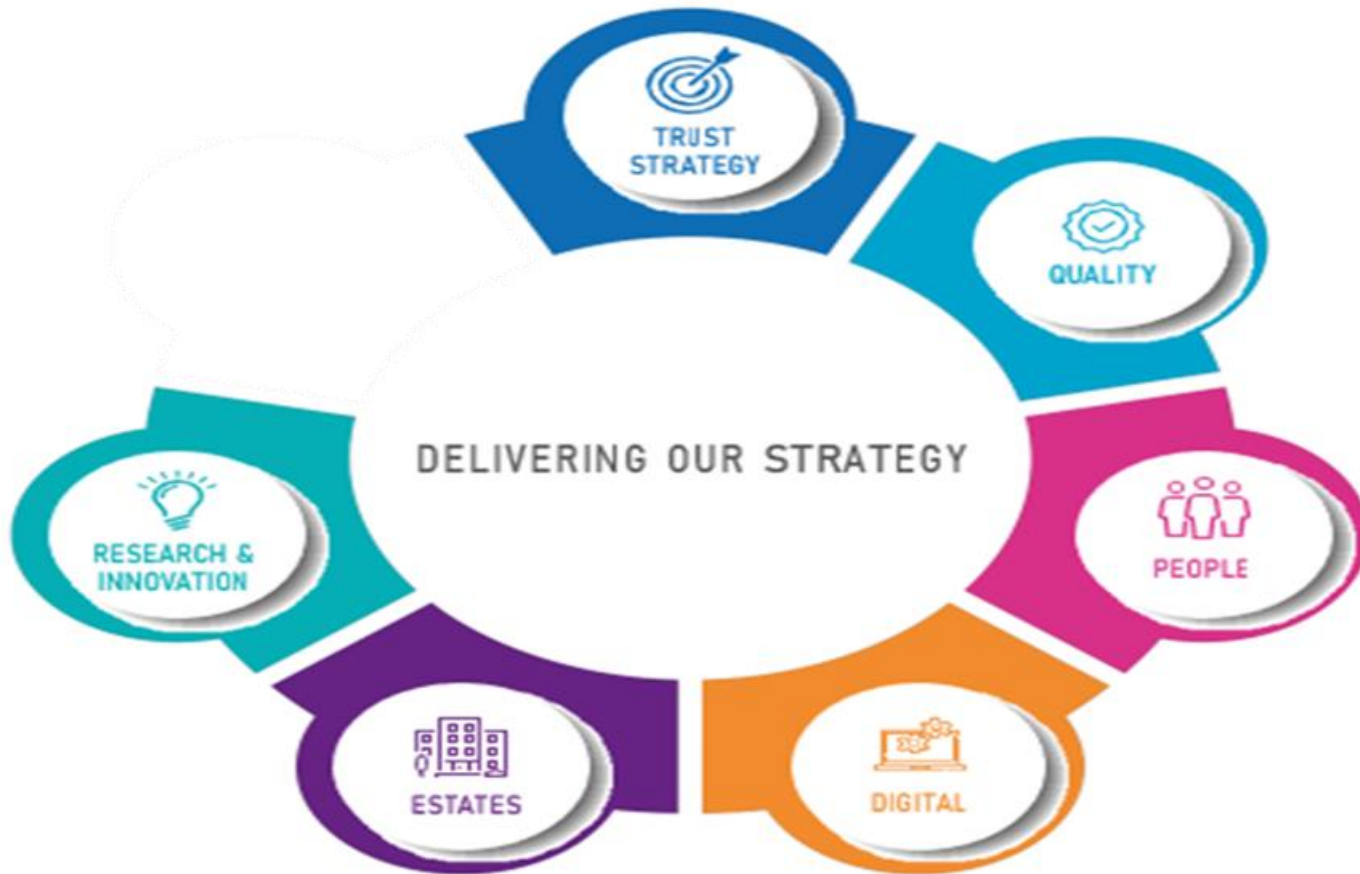 TRUST
STRATEGY
QUALITY
PEOPLE
DIGITAL
ESTATES
RESEARCH &
INNOVATION
DELIVERING OUR STRATEGY